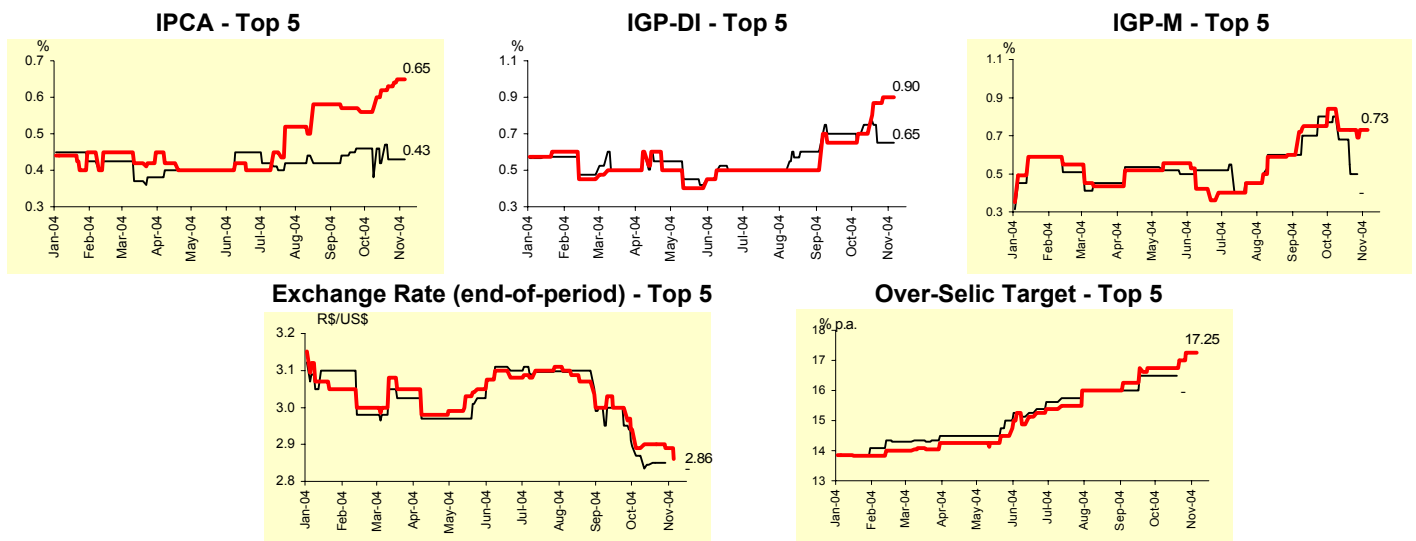 IPCA - Top 5
%
0.7
0.6
0.5
0.4
0.3
0.65
0.43
Jan-04
Feb-04
Mar-04
Apr-04
May-04
Jun-04
Jul-04
Aug-04
Sep-04
Oct-04
Nov-04
IGP-DI - Top 5
%
1.1
0.9
0.7
0.5
0.3
0.90
0.65
Jan-04
Feb-04
Mar-04
Apr-04
May-04
Jun-04
Jul-04
Aug-04
Sep-04
Oct-04
Nov-04
IGP-M - Top 5
%
1.1
0.9
0.7
0.5
0.3
0.73
-
Jan-04
Feb-04
Mar-04
Apr-04
May-04
Jun-04
Jul-04
Aug-04
Sep-04
Oct-04
Nov-04
Exchange Rate (end-of-period) - Top 5
R$/US$
3.2
3.1
3.0
2.9
2.8
2.86
-
Jan-04
Feb-04
Mar-04
Apr-04
May-04
Jun-04
Jul-04
Aug-04
Sep-04
Oct-04
Nov-04
Over-Selic Target - Top 5
% p.a.
18
17
16
15
14
13
17.25
-
Jan-04
Feb-04
Mar-04
Apr-04
May-04
Jun-04
Jul-04
Aug-04
Sep-04
Oct-04
Nov-04